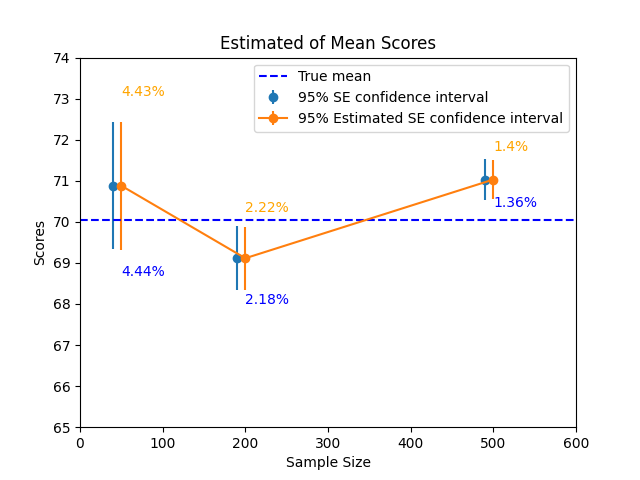 Estimated of Mean Scores
True mean
95% SE confidence interval
95% Estimated SE confidence interval
4.43%
4.44%
2.22%
2.18%
1.4%
1.36%
Scores
74
73
72
71
70
69
68
67
66
65
0 100 200 300 400 500 600
Sample Size